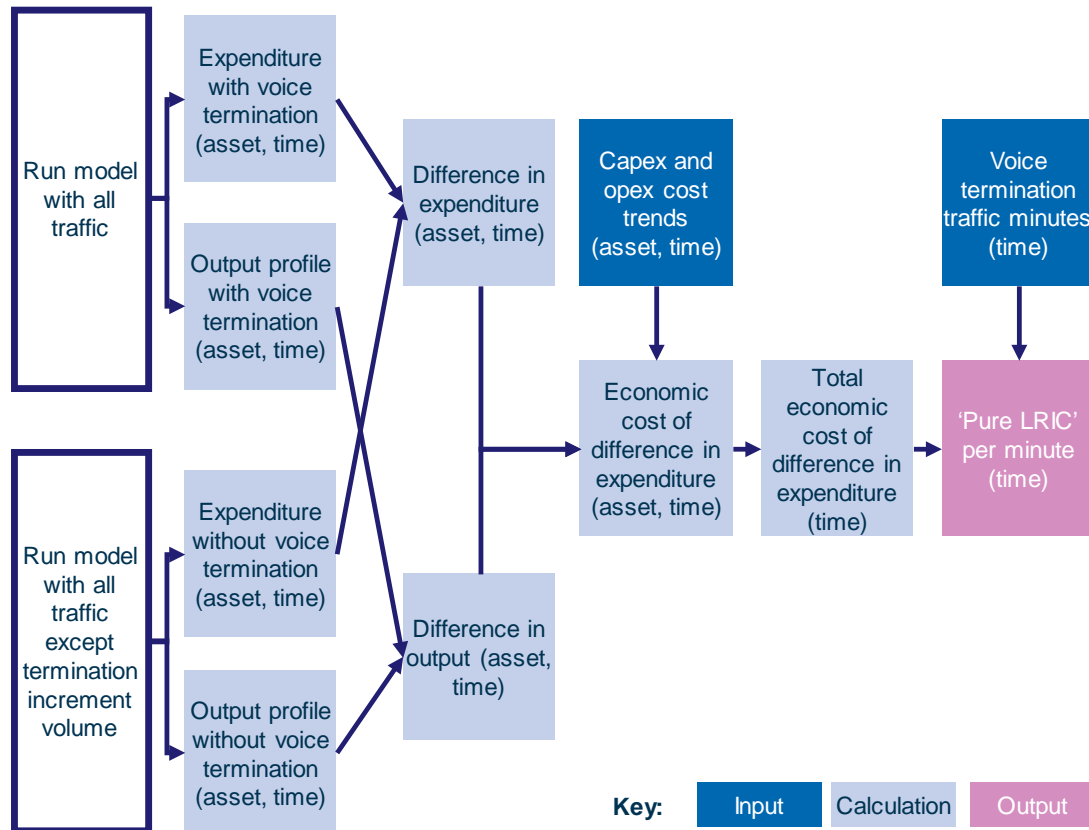 Run model
with all
traffic
Expenditure
with voice
termination
(asset, time)
Output profile
with voice
termination
(asset, time)
Run model
with all
traffic
except
termination
increment
volume
Expenditure
without voice
termination
(asset, time)
Output profile
without voice
termination
(asset, time)
Difference in
expenditure
(asset, time)
Difference in
output (asset,
time)
Capex and
opex cost
trends
(asset, time)
Economic
cost of
difference in
expenditure
(asset, time)
Total
economic
cost of
difference in
expenditure
(time)
Voice
termination
traffic minutes
(time)
‘Pure LRIC’
per minute
(time)
Key: Input Calculation Output